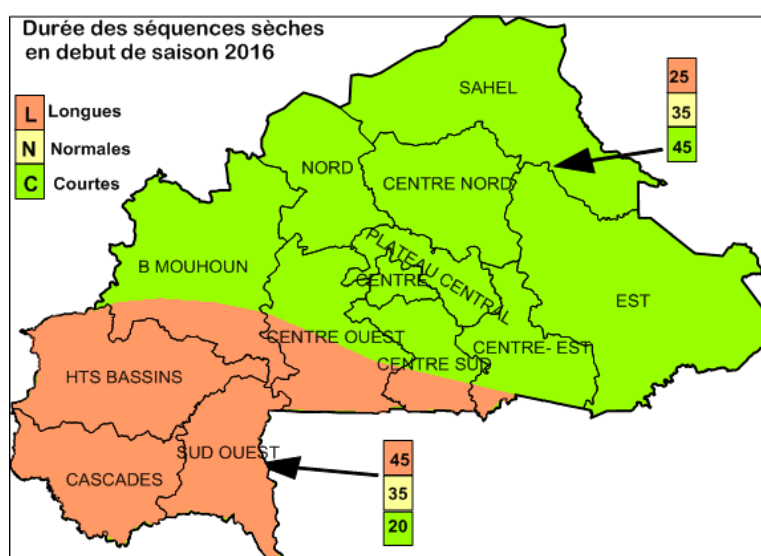 Durée des séquences sèches
en debut de saison 2016
L Longues
N Normales
C Courtes
25
35
45
SAHEL
NORD
CENTRE NORD
B MOUHOUN
PLATEAU CENTRAL
CENTRE
EST
CENTRE OUEST
CENTRE SUD
CENTRE- EST
HTS BASSINS
SUD OUEST
CASCADES
45
35
20